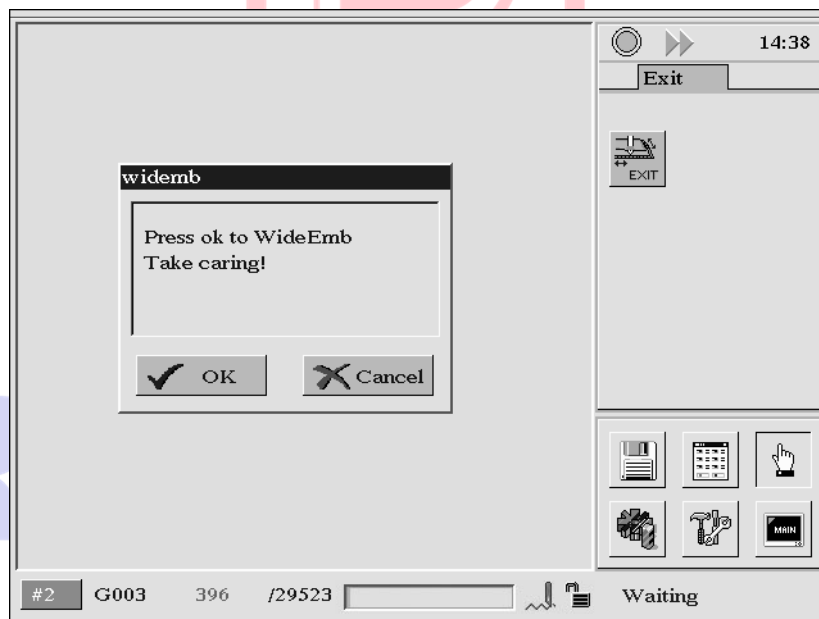 14:38
Exit
EXIT
widemb
Press ok to WideEmb
Take caring!
OK
Cancel
MAIN
#2 G003 396 /29523 Waiting